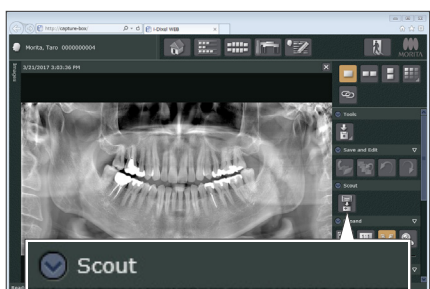 http://capture-box/
i-Dixel WEB
Morita, Taro 0000000004
MORITA
Images
3/21/2017 3:03:36 PM
Tools
Save and Edit
Scout
Scout